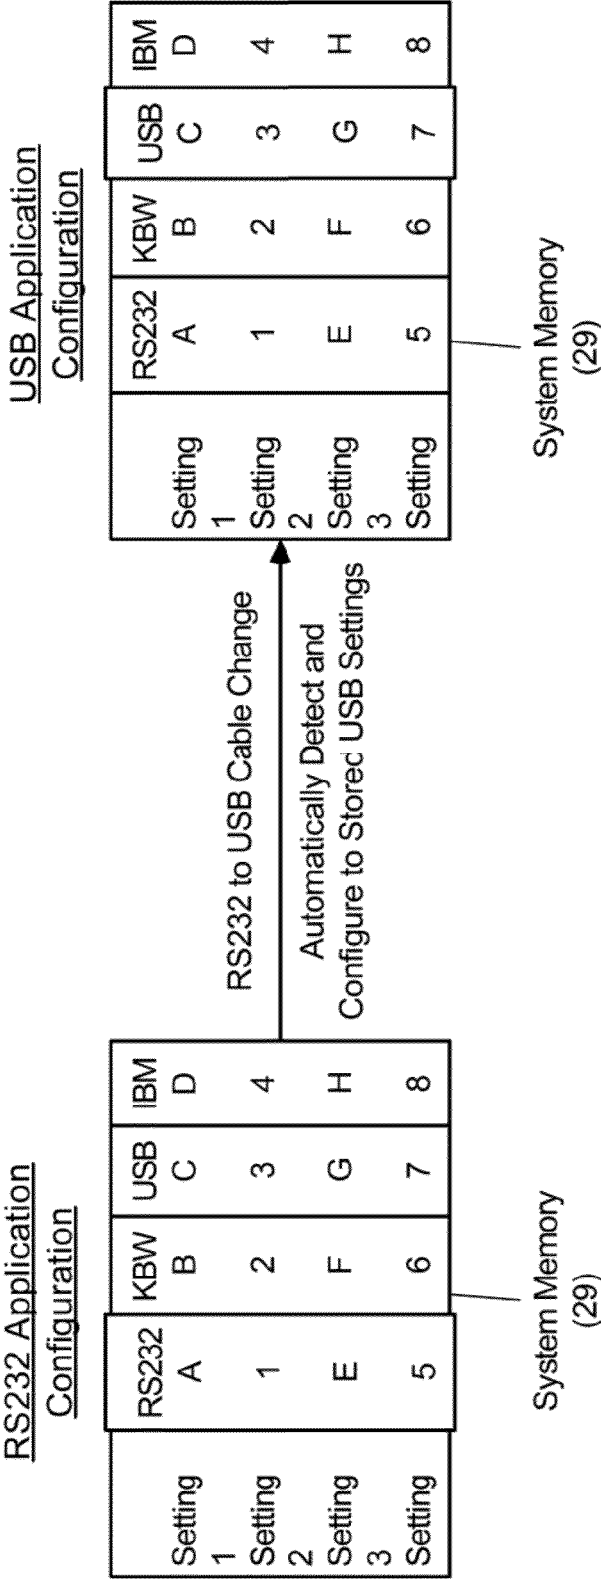 RS232 Application
Configuration
RS232 KBW USB IBM
Setting A B C D
1
Setting 1 2 3 4
2
Setting E F G H
3
Setting 5 6 7 8
System Memory
(29)
RS232 to USB Cable Change
Automatically Detect and
Configure to Stored USB Settings
USB Application
Configuration
RS232 KBW USB IBM
Setting A B C D
1
Setting 1 2 3 4
2
Setting E F G H
3
Setting 5 6 7 8
System Memory
(29)